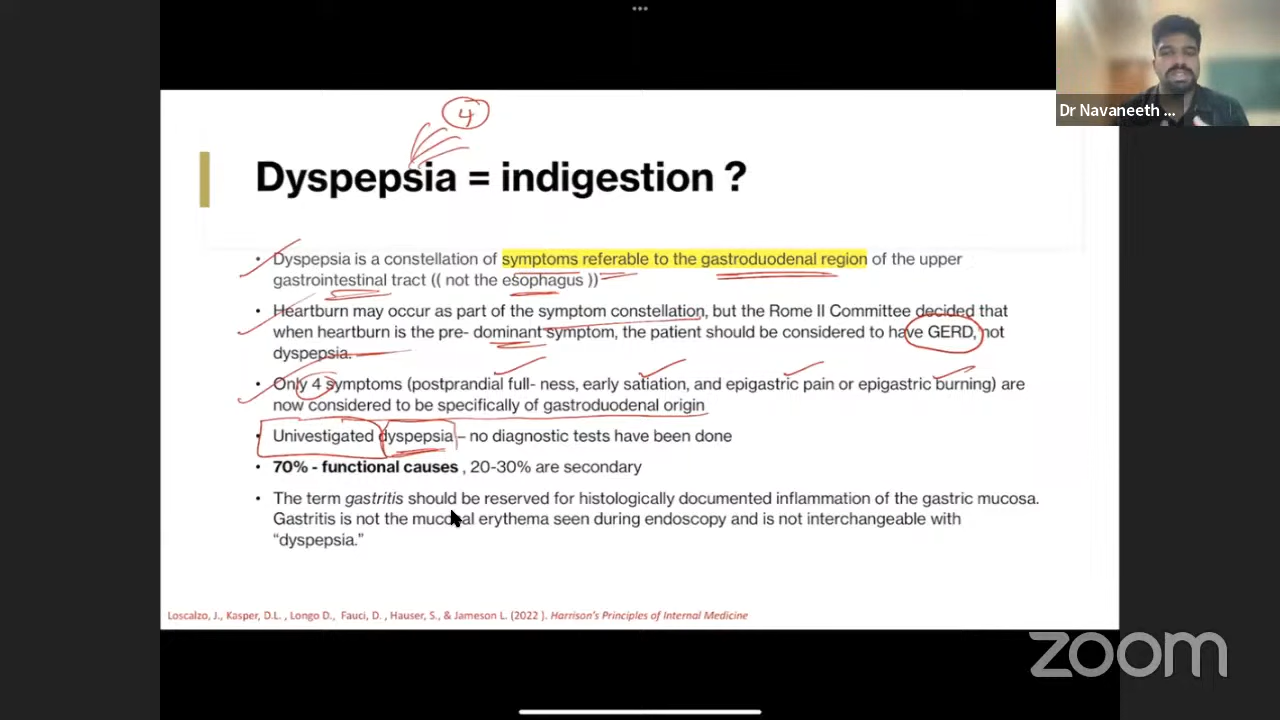 •••
Dr Navaneeth ...
4
Dyspepsia = indigestion ?
• Dyspepsia is a constellation of symptoms referable to the gastroduodenal region of the upper
gastrointestinal tract (( not the esophagus ))
• Heartburn may occur as part of the symptom constellation, but the Rome II Committee decided that
when heartburn is the pre- dominant symptom, the patient should be considered to have GERD, not
dyspepsia.
• Only 4 symptoms (postprandial full- ness, early satiation, and epigastric pain or epigastric burning) are
now considered to be specifically of gastroduodenal origin
• Univestigated dyspepsia – no diagnostic tests have been done
• 70% - functional causes , 20-30% are secondary
• The term gastritis should be reserved for histologically documented inflammation of the gastric mucosa.
Gastritis is not the mucosal erythema seen during endoscopy and is not interchangeable with
“dyspepsia.”
Loscalzo, J., Kasper, D.L. , Longo D., Fauci, D. , Hauser, S., & Jameson L. (2022 ). Harrison's Principles of Internal Medicine
zoom